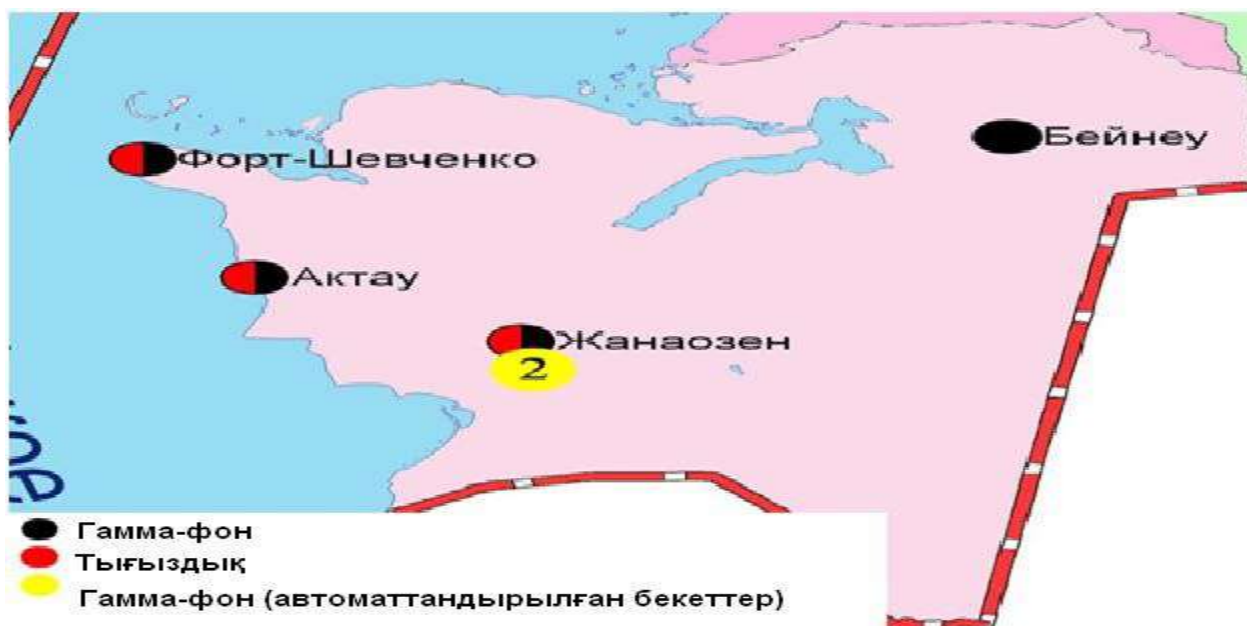 Форт-Шевченко
Бейнеу
Актау
Жанаозен
2
Гамма-фон
Тығыздық
Гамма-фон (автоматтандырылған бекеттер)